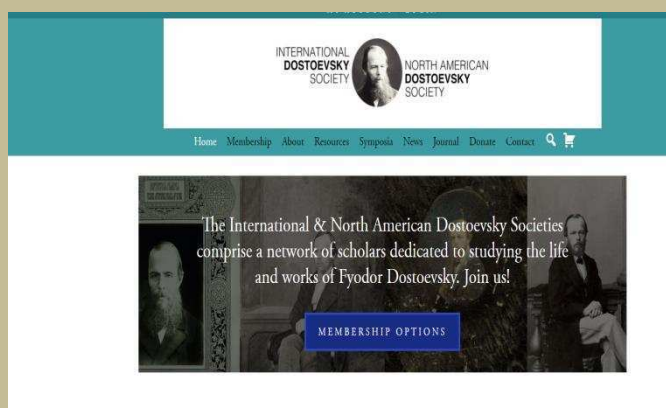 INTERNATIONAL
DOSTOEVSKY
SOCIETY
NORTH AMERICAN
DOSTOEVSKY
SOCIETY
Home Membership About Resources Symposia News Journal Donate Contact
The International & North American Dostoevsky Societies
comprise a network of scholars dedicated to studying the life
and works of Fyodor Dostoevsky. Join us!
MEMBERSHIP OPTIONS